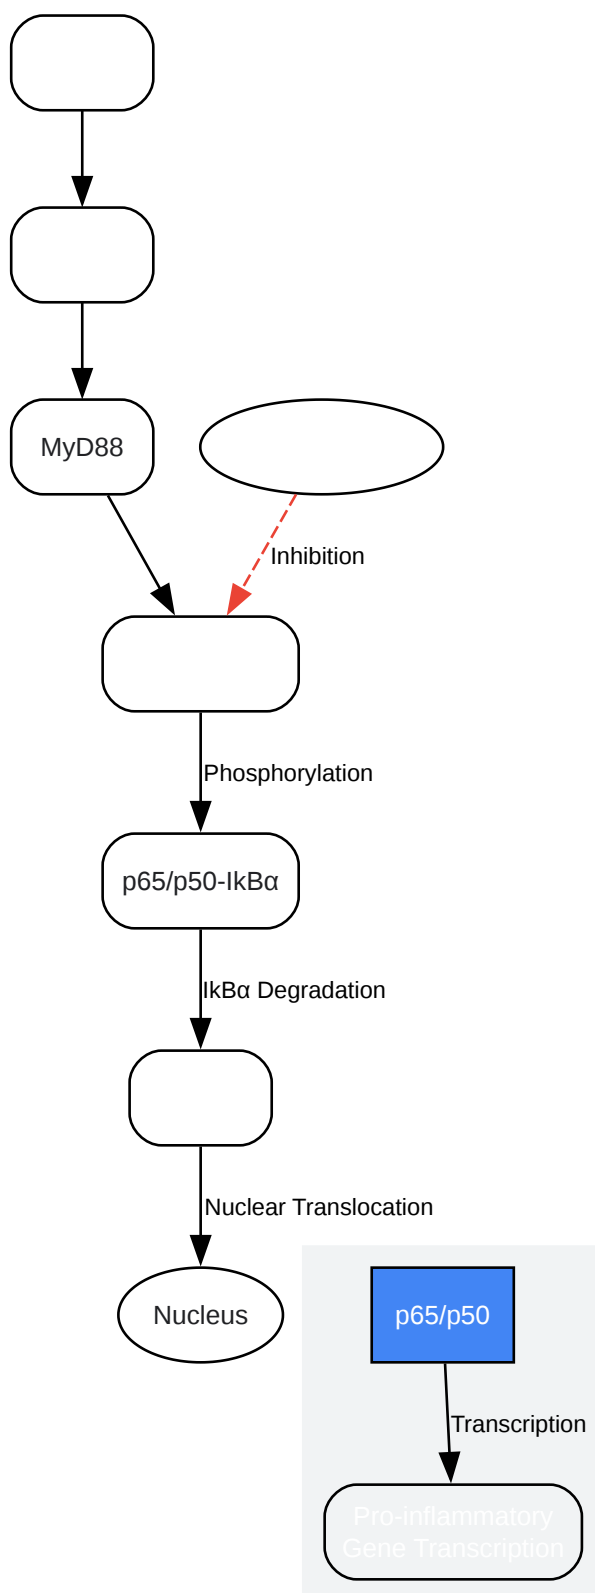 MyD88
Inhibition
Phosphorylation
p65/p50-IkBα
IkBα Degradation
Nuclear Translocation
Nucleus
p65/p50
Transcription
Pro-inflammatory
Gene Transcription